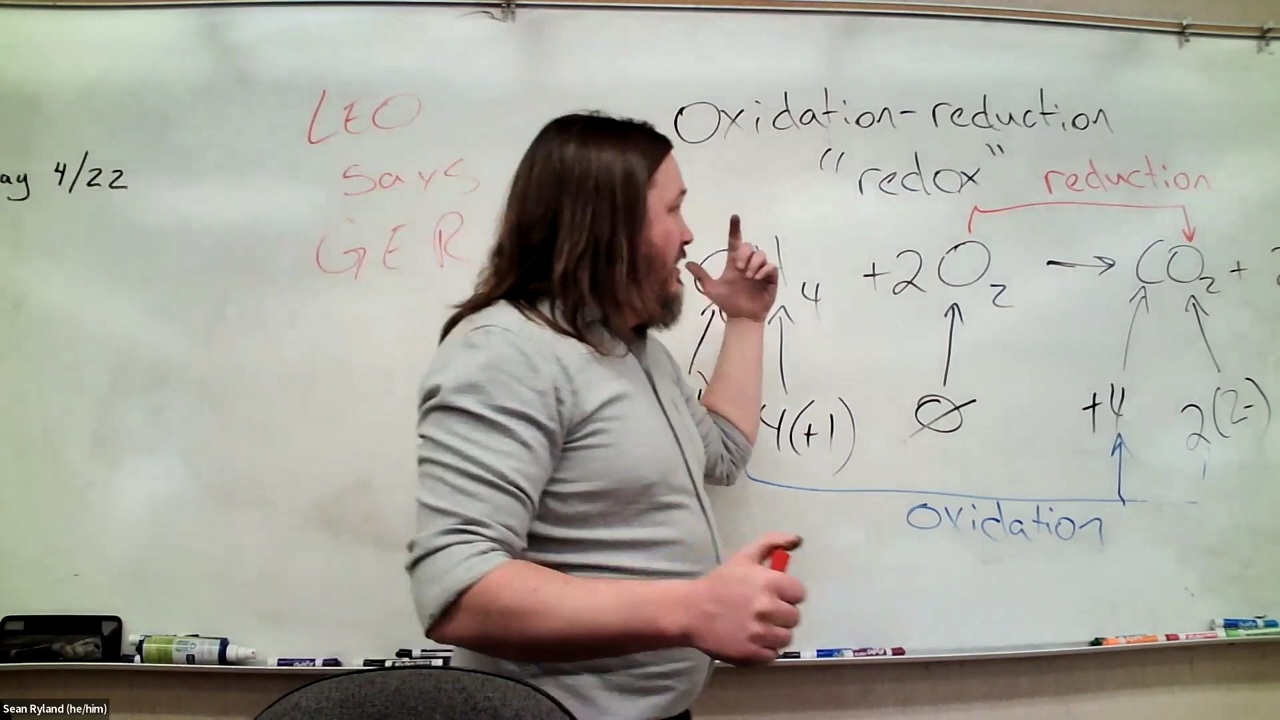 LEO
says
GER
ay 4/22
Oxidation-reduction
"redox"
reduction
4 +2O2 → CO2 +
4(+1) Ø +4 2(2-)
Oxidation
Sean Ryland (he/him)